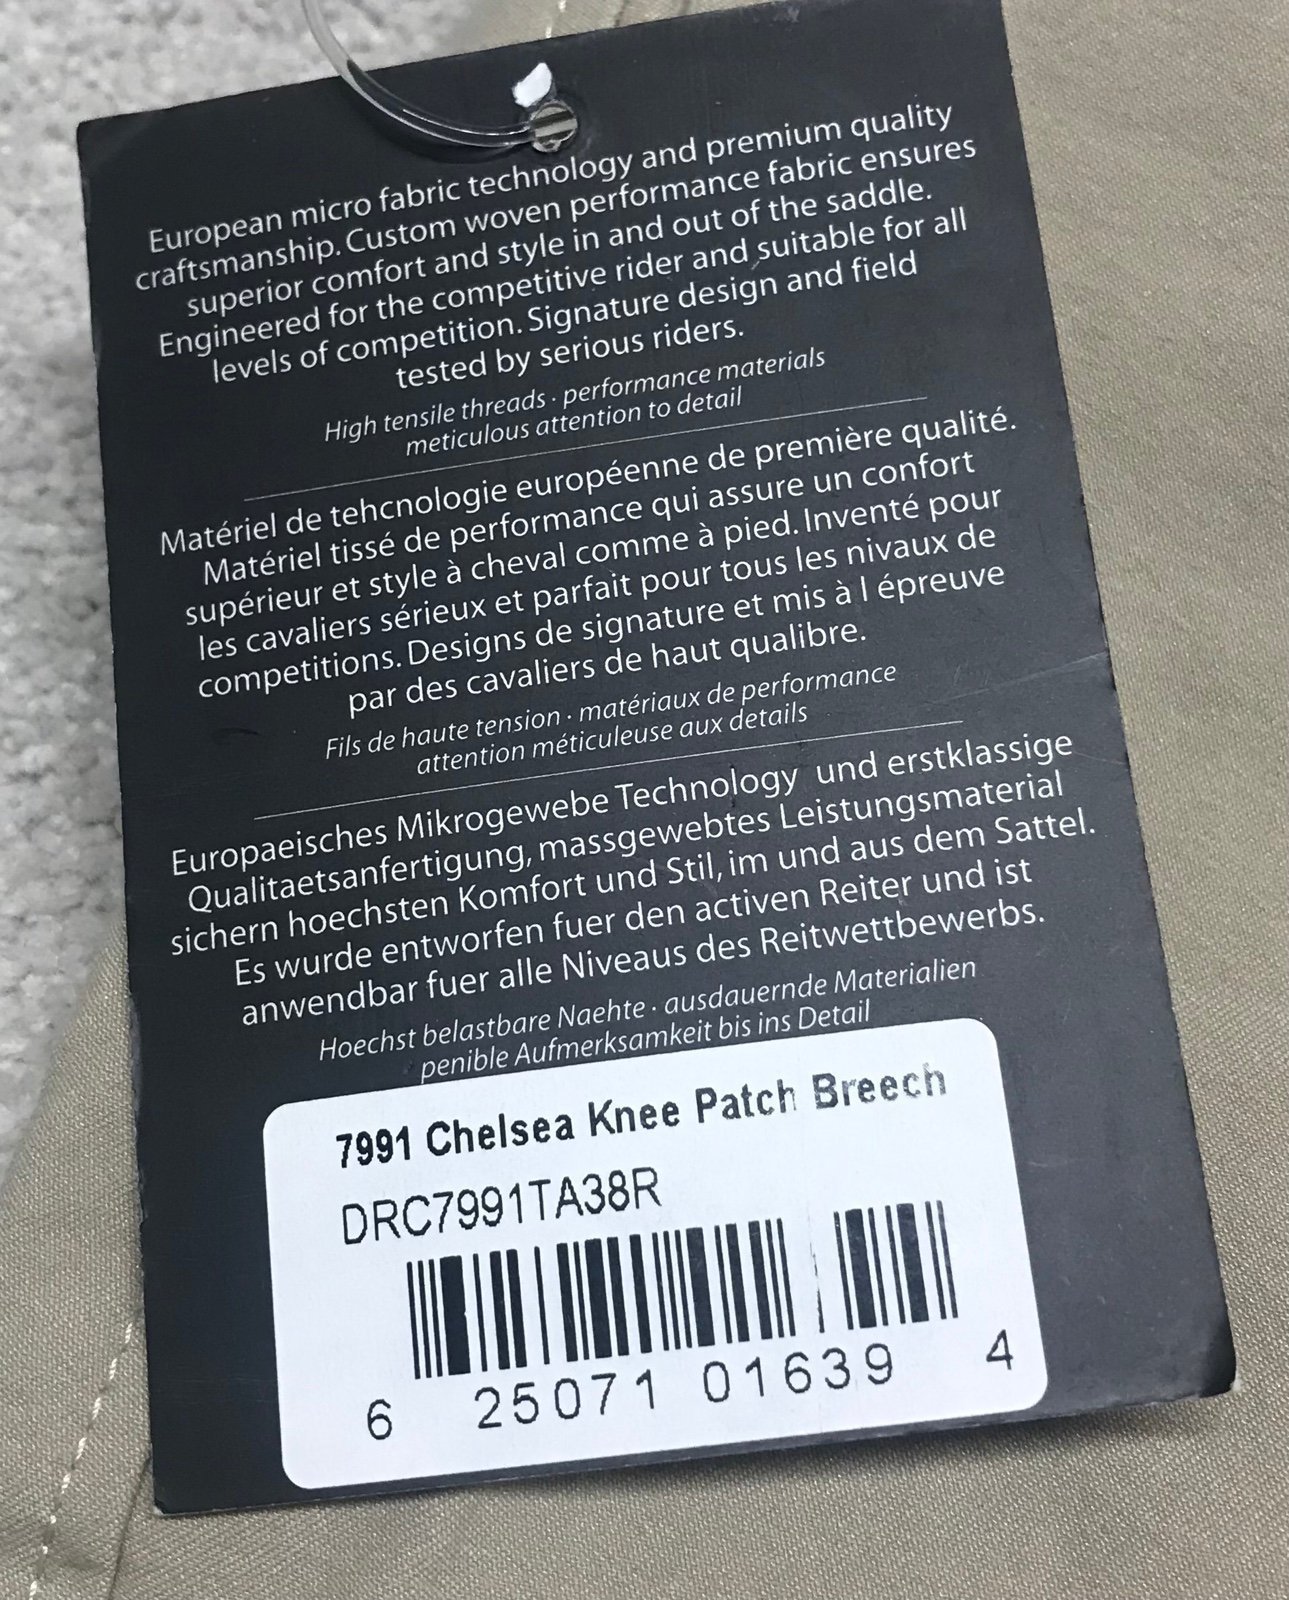 European micro fabric technology and premium quality
craftsmanship. Custom woven performance fabric ensures
superior comfort and style in and out of the saddle.
Engineered for the competitive rider and suitable for all
levels of competition. Signature design and field
tested by serious riders.
High tensile threads · performance materials
meticulous attention to detail
Matériel de tehcnologie européenne de première qualité.
Matériel tissé de performance qui assure un confort
supérieur et style à cheval comme à pied. Inventé pour
les cavaliers sérieux et parfait pour tous les nivaux de
competitions. Designs de signature et mis à l épreuve
par des cavaliers de haut qualibre.
Fils de haute tension · matériaux de performance
attention méticuleuse aux details
Europaeisches Mikrogewebe Technology und erstklassige
Qualitaetsanfertigung, massgewebtes Leistungsmaterial
sichern hoechsten Komfort und Stil, im und aus dem Sattel.
Es wurde entworfen fuer den activen Reiter und ist
anwendbar fuer alle Niveaus des Reitwettbewerbs.
Hoechst belastbare Naehte · ausdauernde Materialien
penible Aufmerksamkeit bis ins Detail
7991 Chelsea Knee Patch Breech
DRC7991TA38R
6 25071 01639 4